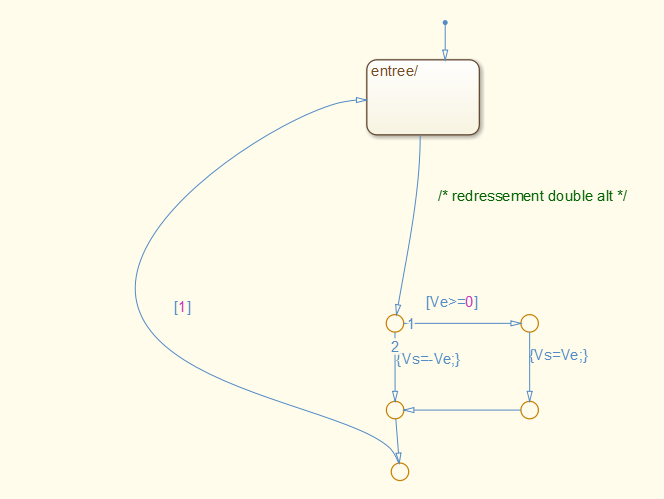 entree/
/* redressement double alt */
[Ve>=0]
[1]
1
2
{Vs=-Ve;}
{Vs=Ve;}